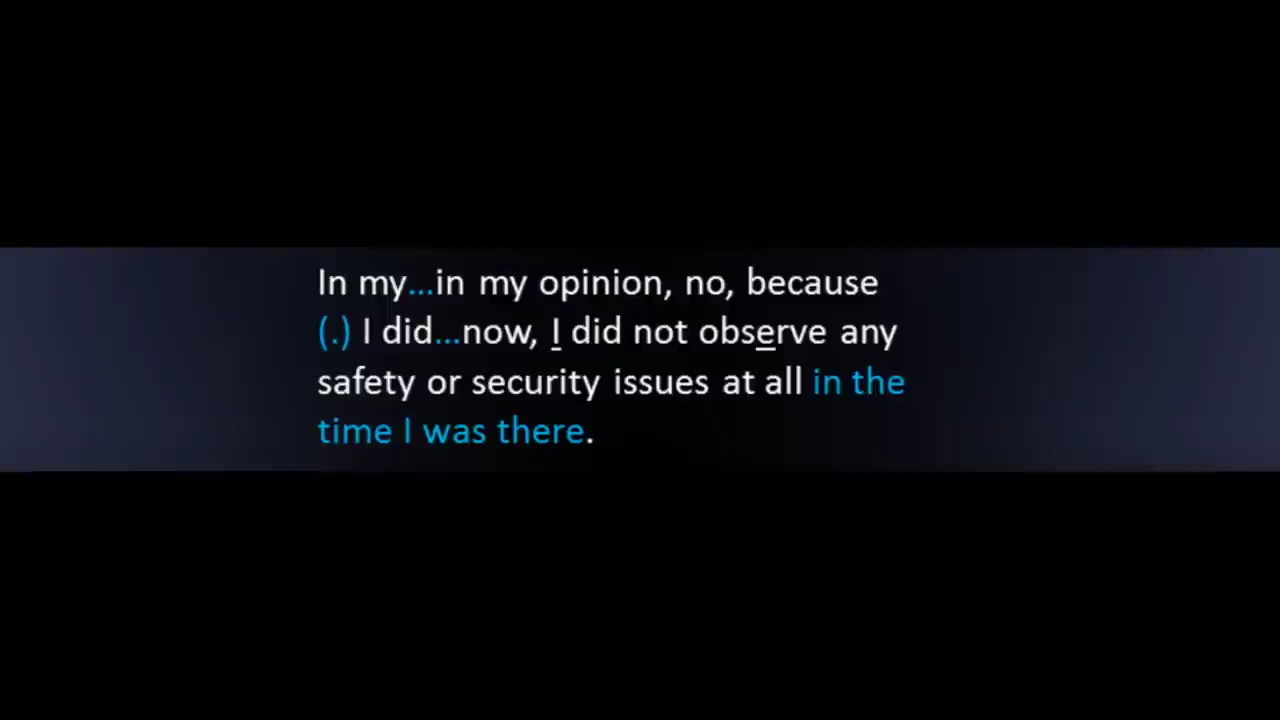 In my...in my opinion, no, because
(.) I did...now, I did not observe any
safety or security issues at all in the
time I was there.